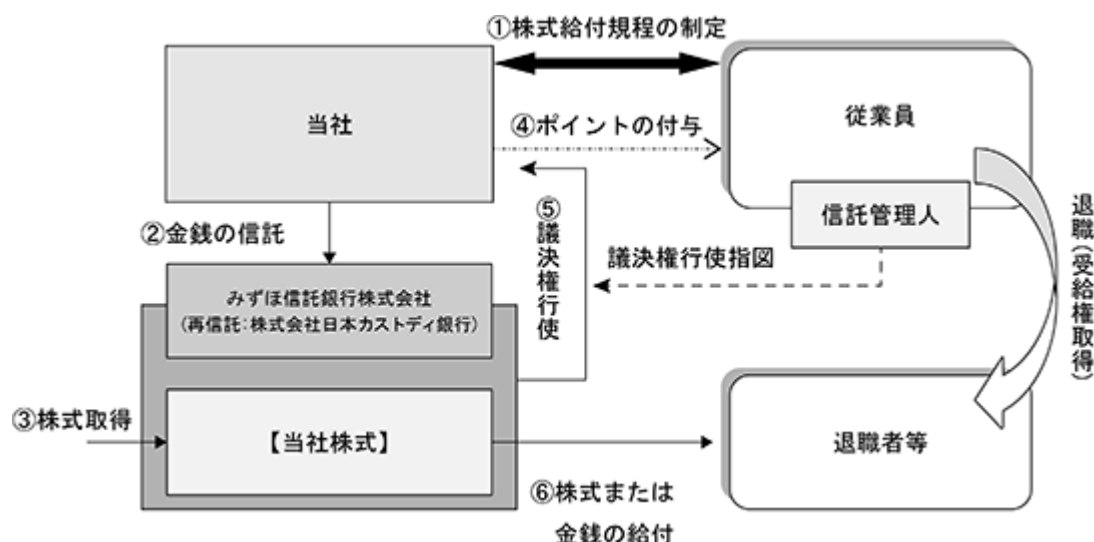 ①株式給付規程の制定
当社
従業員
④ポイントの付与
信託管理人
②金銭の信託
⑤議決権行使
議決権行使指図
退職(受給権取得)
みずほ信託銀行株式会社
(再信託:株式会社日本カストディ銀行)
③株式取得
【当社株式】
退職者等
⑥株式または
金銭の給付